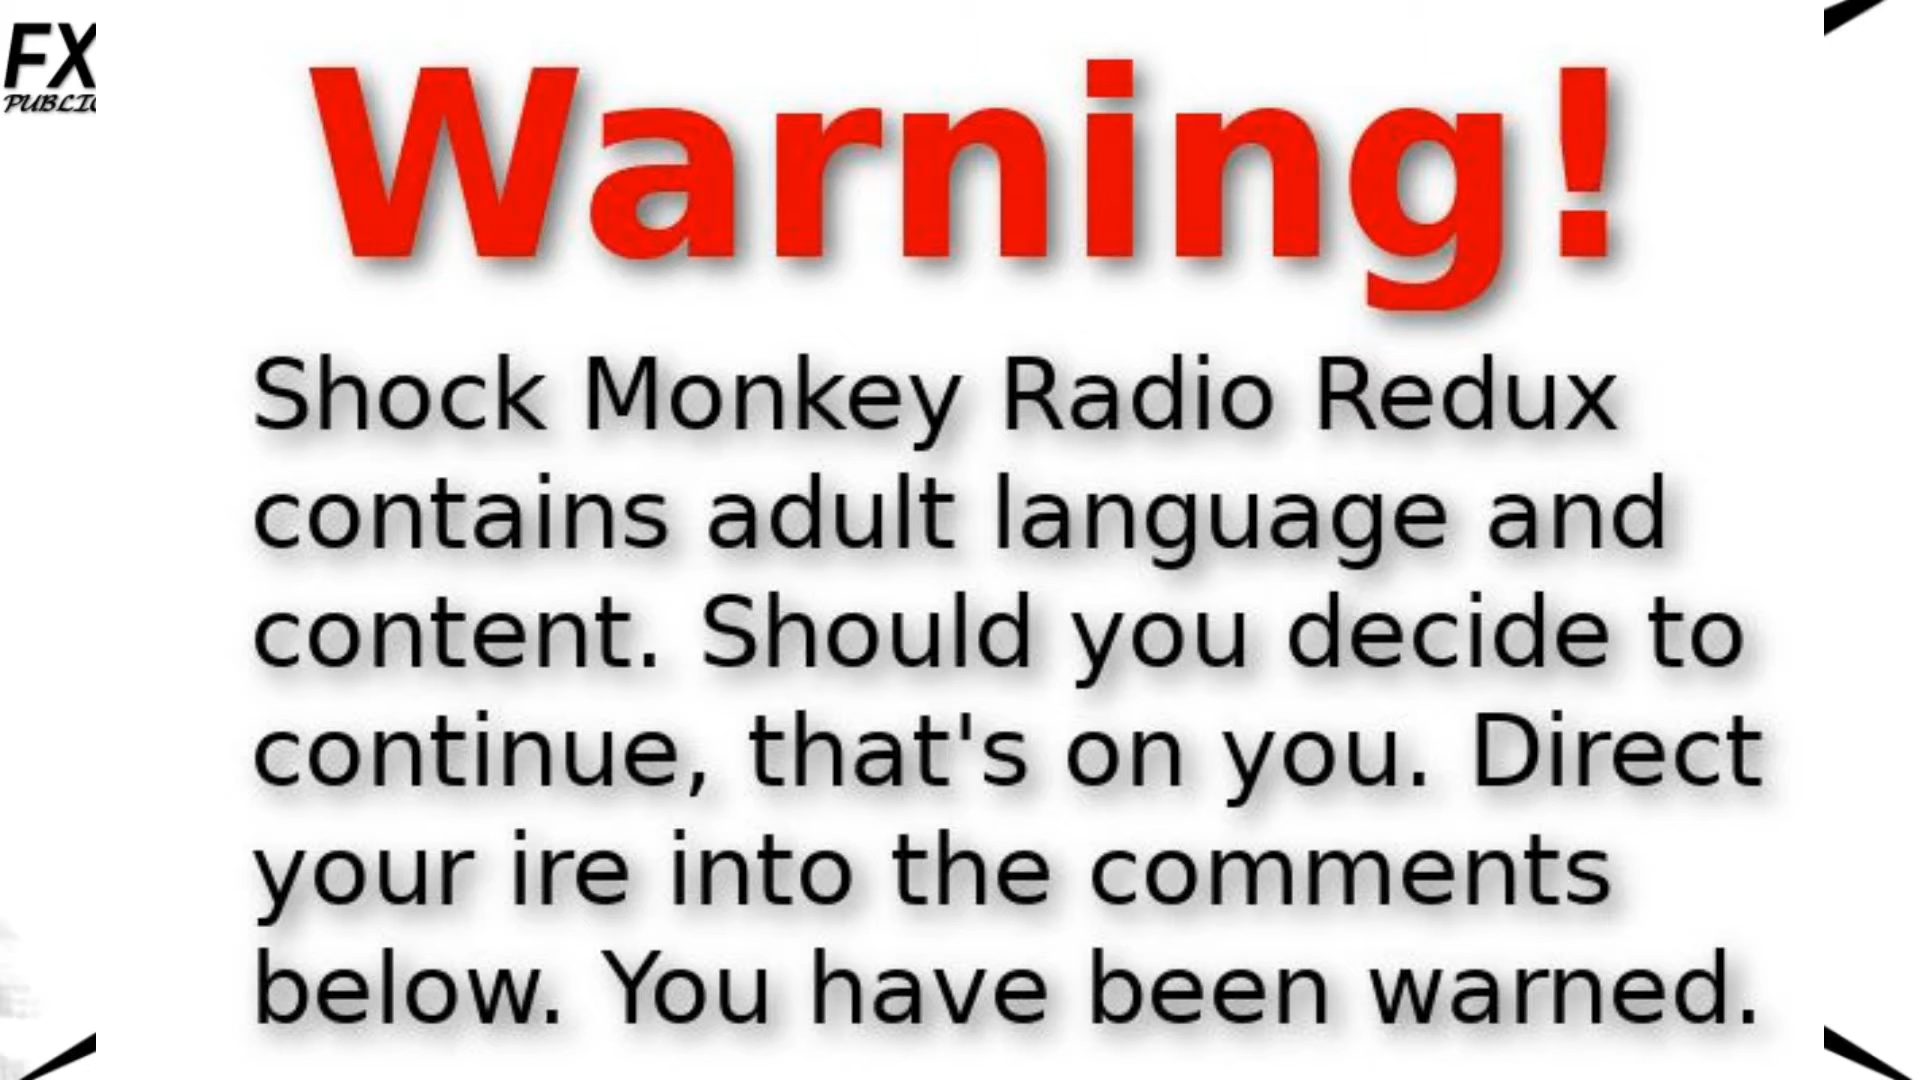 FX
Warning!
Shock Monkey Radio Redux
contains adult language and
content. Should you decide to
continue, that's on you. Direct
your ire into the comments
below. You have been warned.